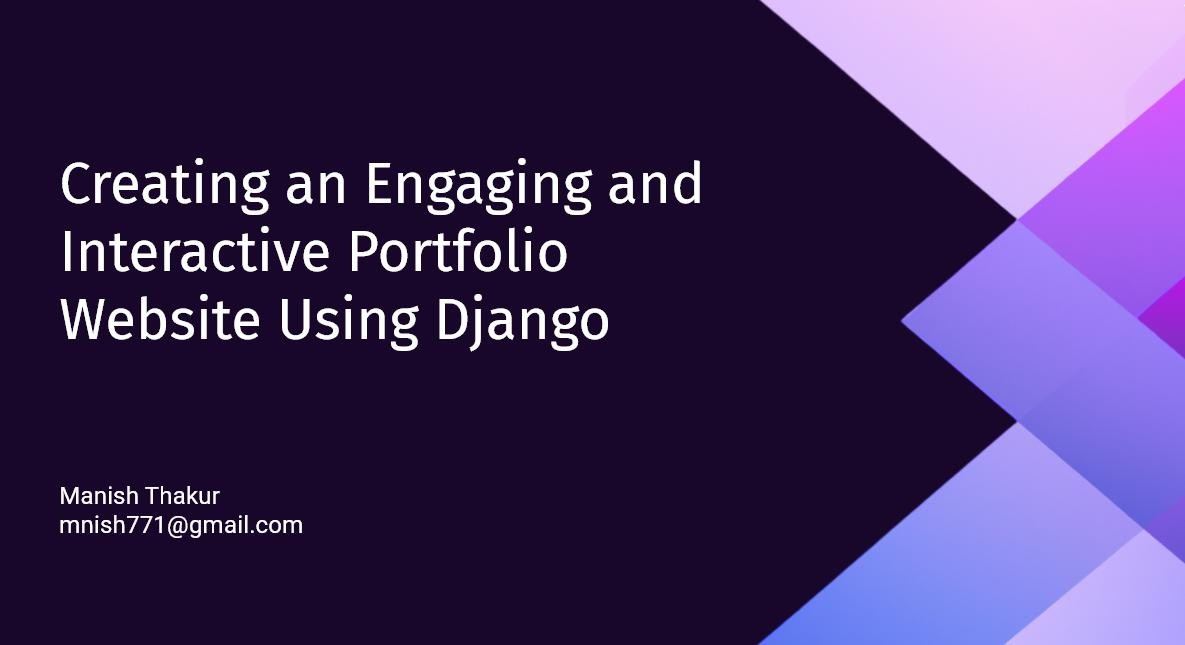 Creating an Engaging and
Interactive Portfolio
Website Using Django
Manish Thakur
mnish771@gmail.com